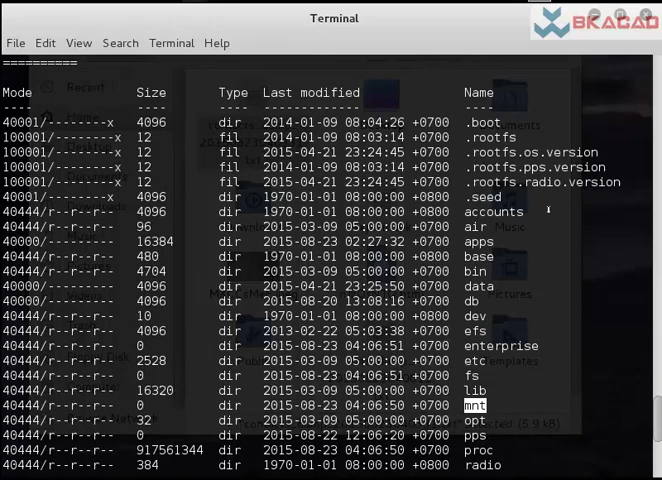 Terminal
BKACAD
File Edit View Search Terminal Help
==========
Recent
Mode Size Type Last modified Name
---- ---- ---- ------------- ----
40001/--------x 4096 dir 2014-01-09 08:04:26 +0700 .boot
100001/--------x 12 fil 2014-01-09 08:03:14 +0700 .rootfs
100001/--------x 12 fil 2015-04-21 23:24:45 +0700 .rootfs.os.version
100001/--------x 12 fil 2014-01-09 08:03:14 +0700 .rootfs.pps.version
100001/--------x 12 fil 2015-04-21 23:24:45 +0700 .rootfs.radio.version
40001/--------x 4096 dir 1970-01-01 08:00:00 +0800 .seed
40444/r--r--r-- 4096 dir 1970-01-01 08:00:00 +0800 accounts
40444/r--r--r-- 96 dir 2015-03-09 05:00:00 +0700 air
40000/--------- 16384 dir 2015-08-23 02:27:32 +0700 apps
40444/r--r--r-- 480 dir 1970-01-01 08:00:00 +0800 base
40444/r--r--r-- 4704 dir 2015-03-09 05:00:00 +0700 bin
40000/--------- 4096 dir 2015-04-21 23:25:50 +0700 data
40000/--------- 4096 dir 2015-08-20 13:08:16 +0700 db
40444/r--r--r-- 10 dir 1970-01-01 08:00:00 +0800 dev
40444/r--r--r-- 4096 dir 2013-02-22 05:03:38 +0700 efs
40444/r--r--r-- 0 dir 2015-08-23 04:06:51 +0700 enterprise
40444/r--r--r-- 2528 dir 2015-03-09 05:00:00 +0700 etc
40444/r--r--r-- 0 dir 2015-08-23 04:06:51 +0700 fs
40444/r--r--r-- 16320 dir 2015-03-09 05:00:00 +0700 lib
40444/r--r--r-- 0 dir 2015-08-23 04:06:50 +0700 mnt
40444/r--r--r-- 32 dir 2015-03-09 05:00:00 +0700 opt
40444/r--r--r-- 0 dir 2015-08-22 12:06:20 +0700 pps
40444/r--r--r-- 917561344 dir 2015-08-23 04:06:50 +0700 proc
40444/r--r--r-- 384 dir 1970-01-01 08:00:00 +0800 radio
Music
Pictures
Templates